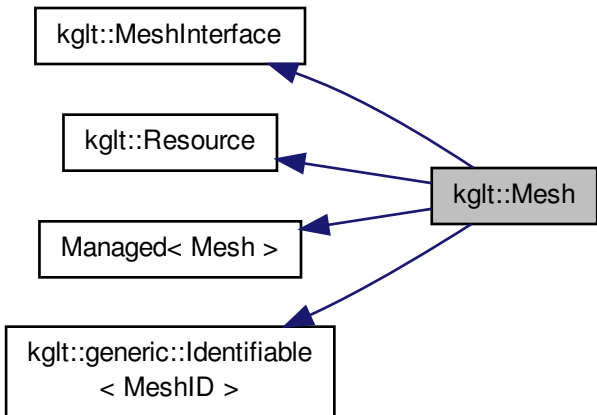 kglt::MeshInterface
kglt::Resource
kglt::Mesh
Managed< Mesh >
kglt::generic::Identifiable
< MeshID >